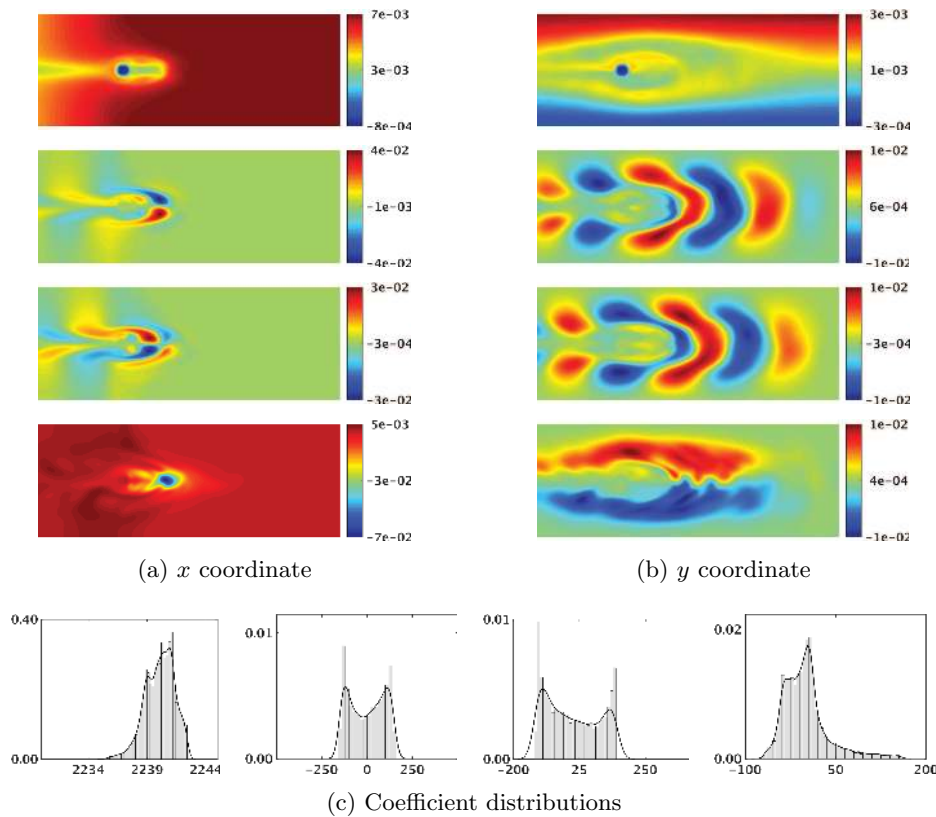 7e−03
3e−03
−8e−04
3e−03
1e−03
−3e−04
4e−02
−1e−03
−4e−02
1e−02
6e−04
−1e−02
3e−02
−3e−04
−3e−02
1e−02
−3e−04
−1e−02
5e−03
−3e−02
−7e−02
1e−02
4e−04
−1e−02
(a) x coordinate
(b) y coordinate
0.40
0.00
2234 2239 2244
0.01
0.00
−250 0 250
0.01
0.00
−200 25 250
0.02
0.00
−100 50 200
(c) Coefficient distributions